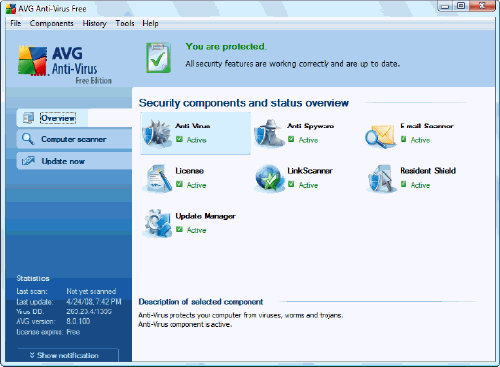 AVG Anti-Virus Free
File Components History Tools Help
AVG
Anti-Virus
Free Edition
You are protected.
All security features are working correctly and are up to date.
Overview
Computer scanner
Update now
Security components and status overview
Anti-Virus
Active
Anti-Spyware
Active
E-mail Scanner
Active
License
Active
LinkScanner
Active
Resident Shield
Active
Update Manager
Active
Statistics
Last scan: Not yet scanned
Last update: 4/24/08, 7:42 PM
Virus DB:
AVG version: 8.0.100
License expires: Free
Show notification
Description of selected component
Anti-Virus protects your computer from viruses, worms and trojans.
Anti-Virus component is active.